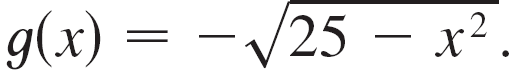 g(x) = −√25 − x².